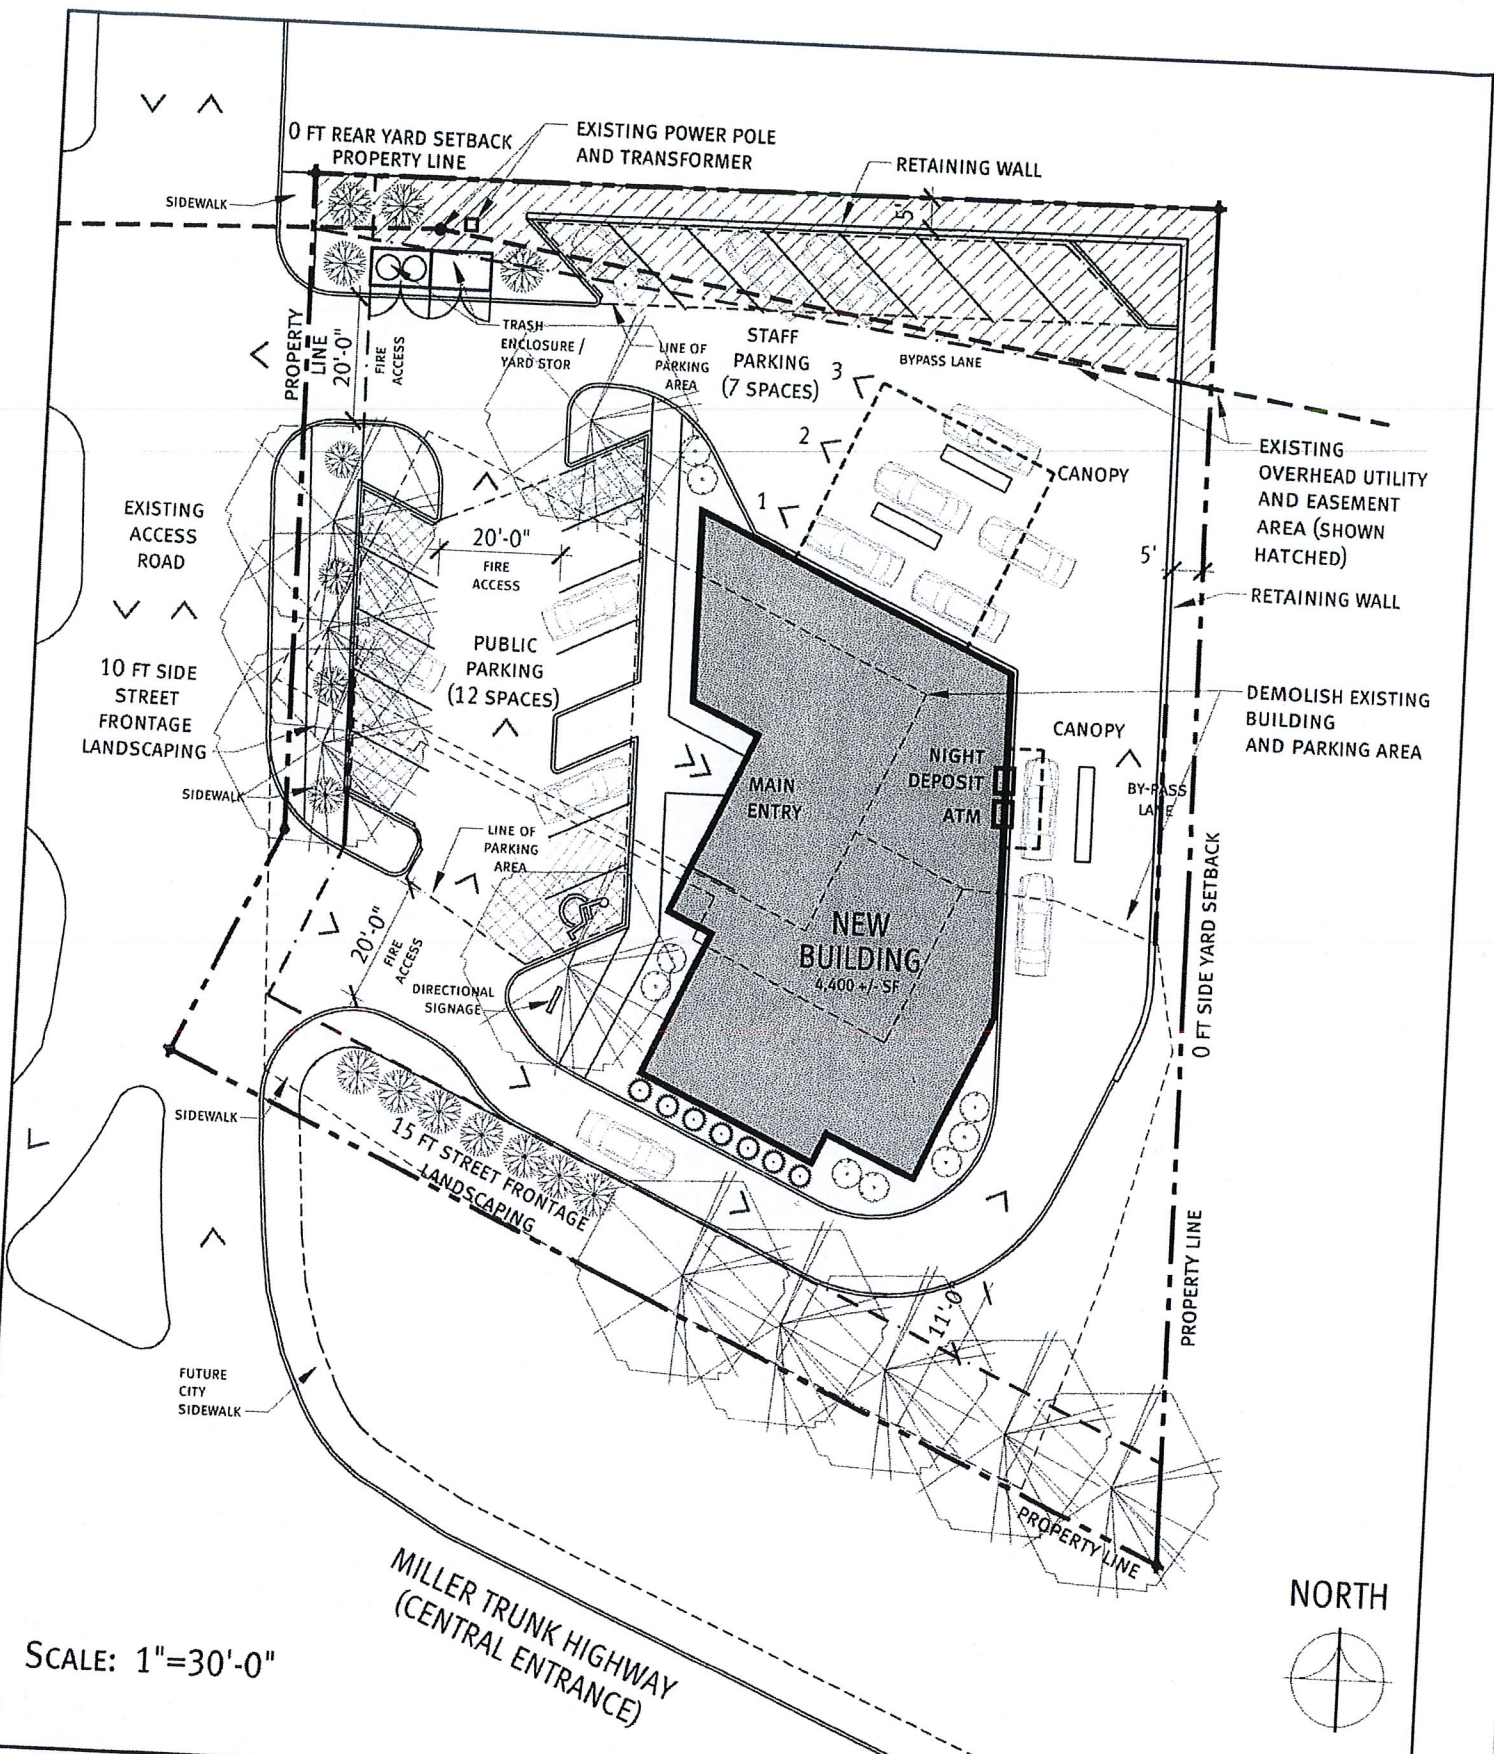 0 FT REAR YARD SETBACK
PROPERTY LINE
EXISTING POWER POLE
AND TRANSFORMER
RETAINING WALL
SIDEWALK
5'
PROPERTY
LINE
20'-0"
FIRE
ACCESS
TRASH
ENCLOSURE /
YARD STOR
LINE OF
PARKING
AREA
STAFF
PARKING
(7 SPACES)
BYPASS LANE
3
2
1
CANOPY
EXISTING
OVERHEAD UTILITY
AND EASEMENT
AREA (SHOWN
HATCHED)
5'
RETAINING WALL
EXISTING
ACCESS
ROAD
20'-0"
FIRE
ACCESS
PUBLIC
PARKING
(12 SPACES)
10 FT SIDE
STREET
FRONTAGE
LANDSCAPING
SIDEWALK
DEMOLISH EXISTING
BUILDING
AND PARKING AREA
CANOPY
NIGHT
DEPOSIT
ATM
BY-PASS
LANE
MAIN
ENTRY
LINE OF
PARKING
AREA
NEW
BUILDING
4,400 +/- SF
20'-0"
FIRE
ACCESS
DIRECTIONAL
SIGNAGE
0 FT SIDE YARD SETBACK
SIDEWALK
15 FT STREET FRONTAGE
LANDSCAPING
PROPERTY LINE
11'-0"
FUTURE
CITY
SIDEWALK
PROPERTY LINE
MILLER TRUNK HIGHWAY
(CENTRAL ENTRANCE)
NORTH
SCALE: 1"=30'-0"